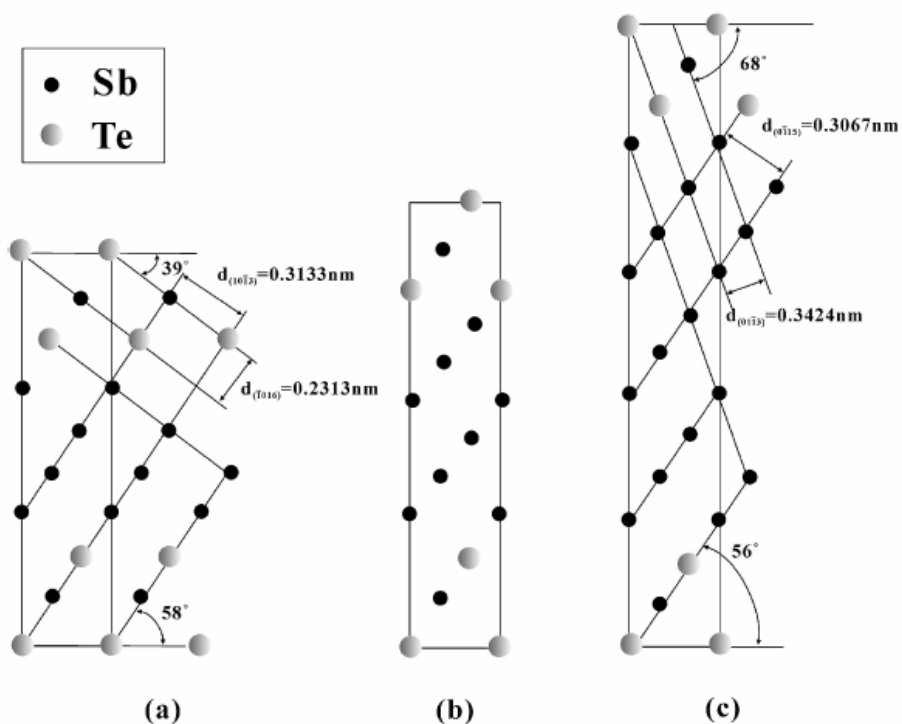 Sb
Te
39°
d(101̄3)=0.3133nm
d(1̄016)=0.2313nm
58°
68°
d(01̄15)=0.3067nm
d(011̄3)=0.3424nm
56°
(a)
(b)
(c)